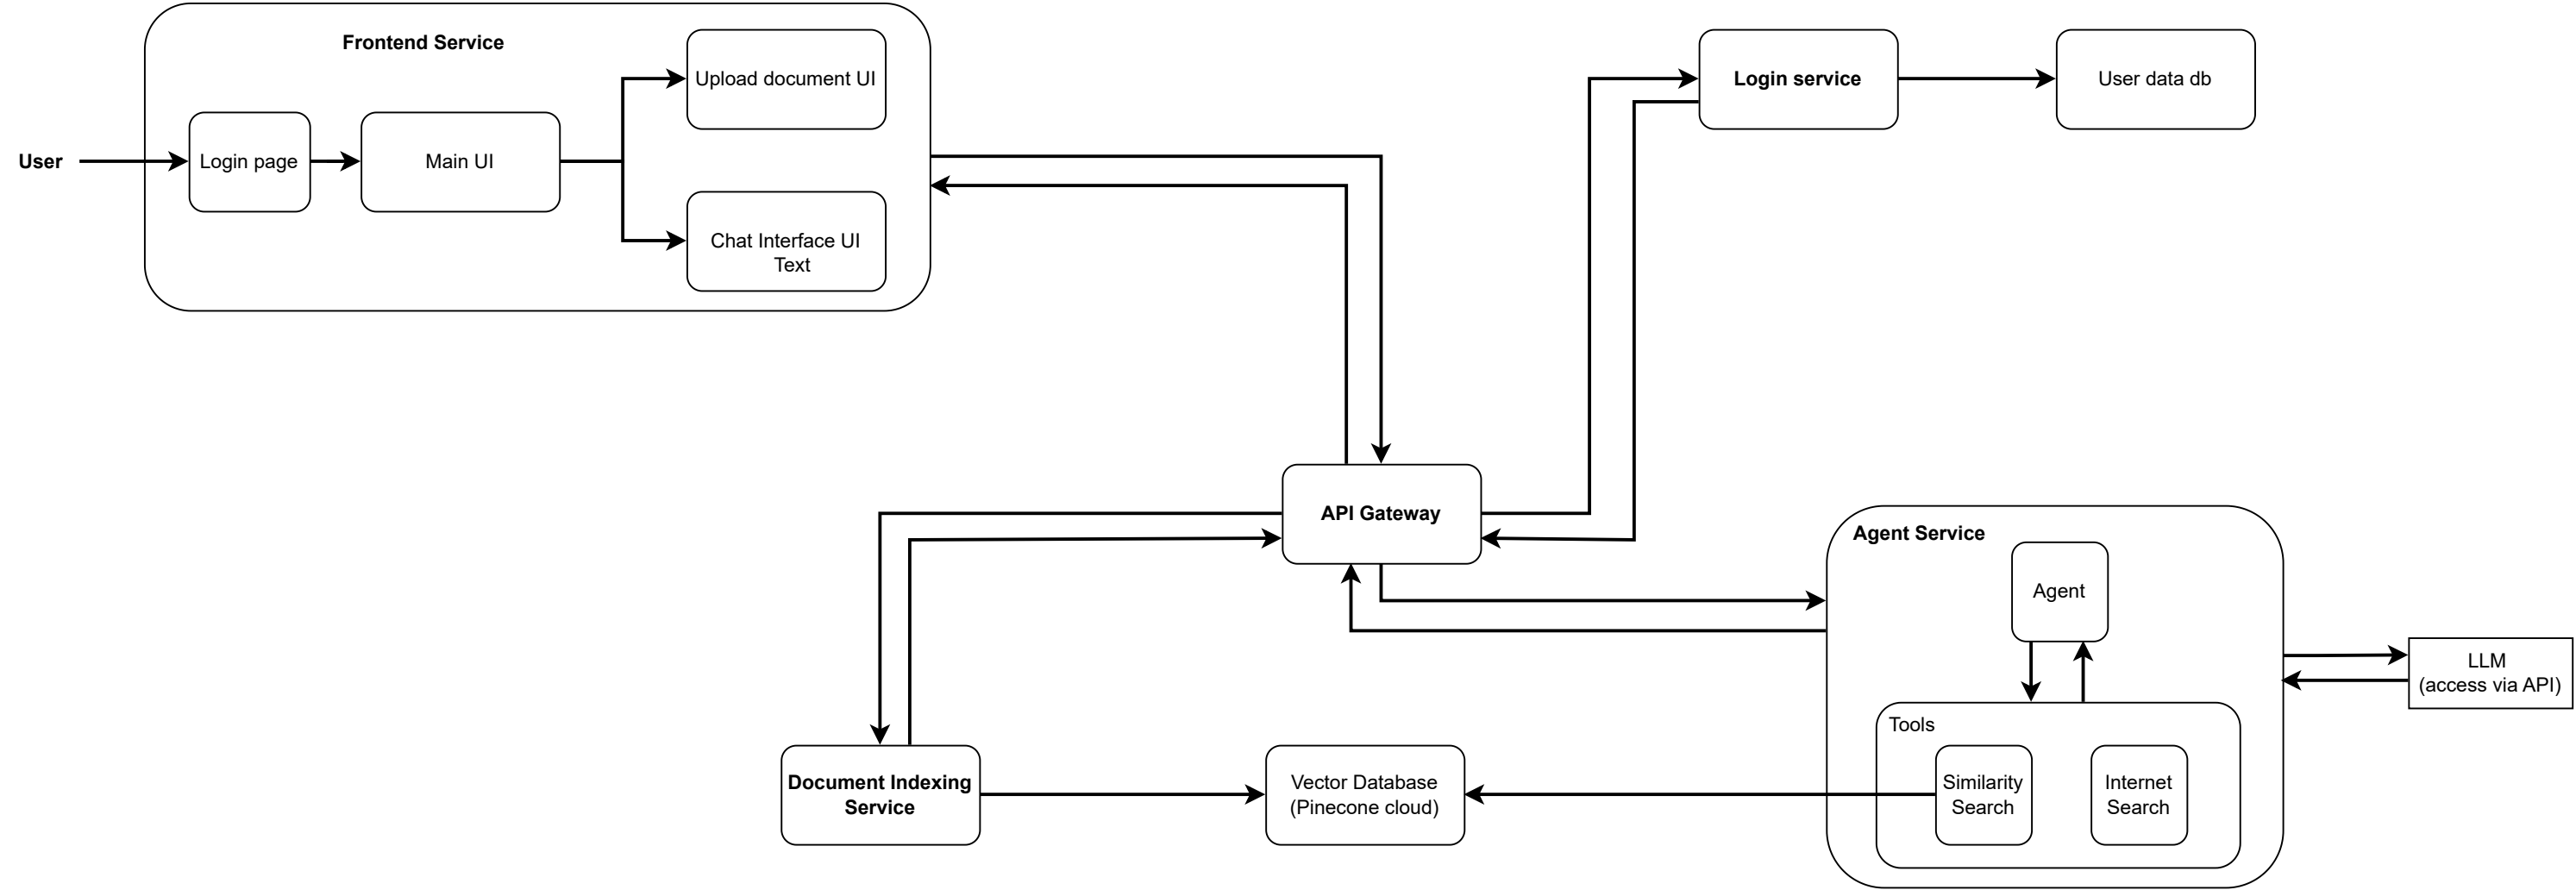 Frontend Service
User
Login page
Main UI
Upload document UI
Chat Interface UI
Text
Login service
User data db
API Gateway
Agent Service
Agent
LLM
(access via API)
Tools
Similarity
Search
Internet
Search
Document Indexing
Service
Vector Database
(Pinecone cloud)